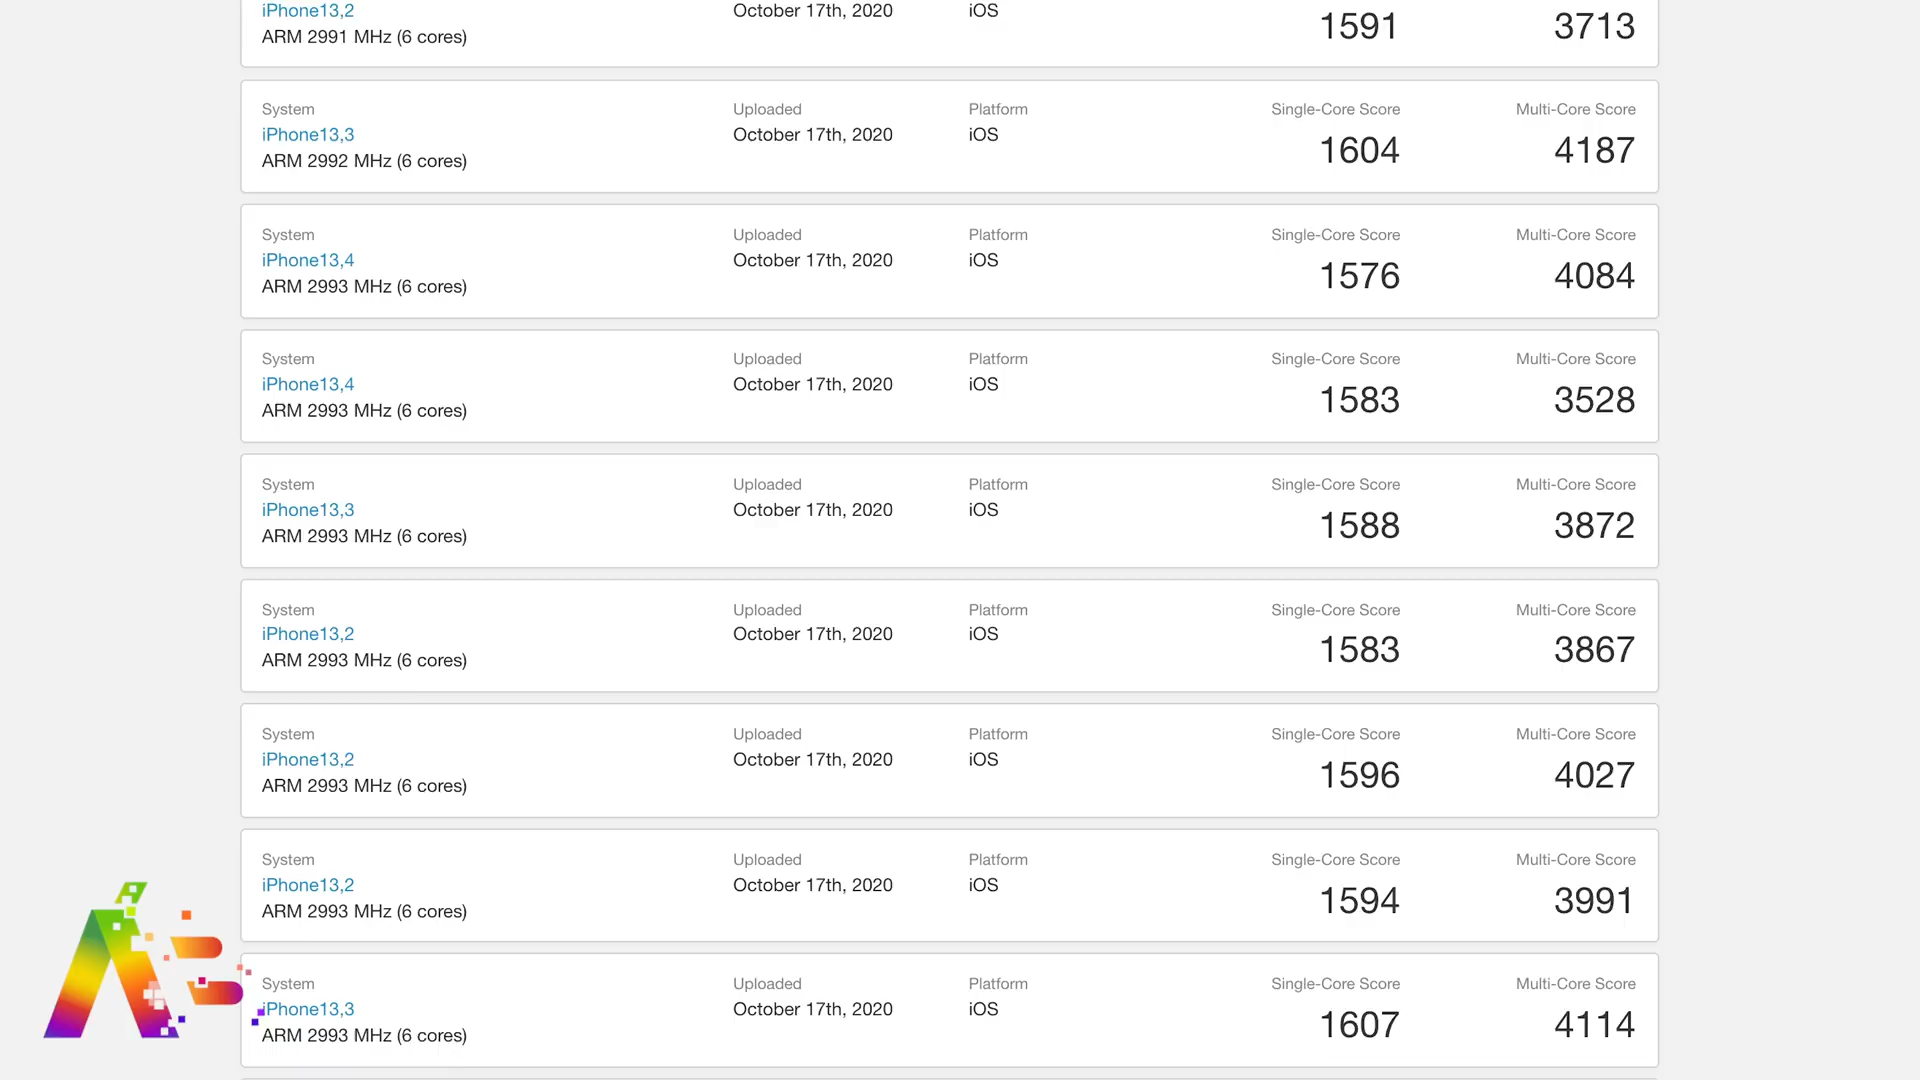 iPhone13,2 October 17th, 2020 iOS 1591 3713
ARM 2991 MHz (6 cores)
System Uploaded Platform Single-Core Score Multi-Core Score
iPhone13,3 October 17th, 2020 iOS 1604 4187
ARM 2992 MHz (6 cores)
System Uploaded Platform Single-Core Score Multi-Core Score
iPhone13,4 October 17th, 2020 iOS 1576 4084
ARM 2993 MHz (6 cores)
System Uploaded Platform Single-Core Score Multi-Core Score
iPhone13,4 October 17th, 2020 iOS 1583 3528
ARM 2993 MHz (6 cores)
System Uploaded Platform Single-Core Score Multi-Core Score
iPhone13,3 October 17th, 2020 iOS 1588 3872
ARM 2993 MHz (6 cores)
System Uploaded Platform Single-Core Score Multi-Core Score
iPhone13,2 October 17th, 2020 iOS 1583 3867
ARM 2993 MHz (6 cores)
System Uploaded Platform Single-Core Score Multi-Core Score
iPhone13,2 October 17th, 2020 iOS 1596 4027
ARM 2993 MHz (6 cores)
System Uploaded Platform Single-Core Score Multi-Core Score
iPhone13,2 October 17th, 2020 iOS 1594 3991
ARM 2993 MHz (6 cores)
System Uploaded Platform Single-Core Score Multi-Core Score
iPhone13,3 October 17th, 2020 iOS 1607 4114
ARM 2993 MHz (6 cores)